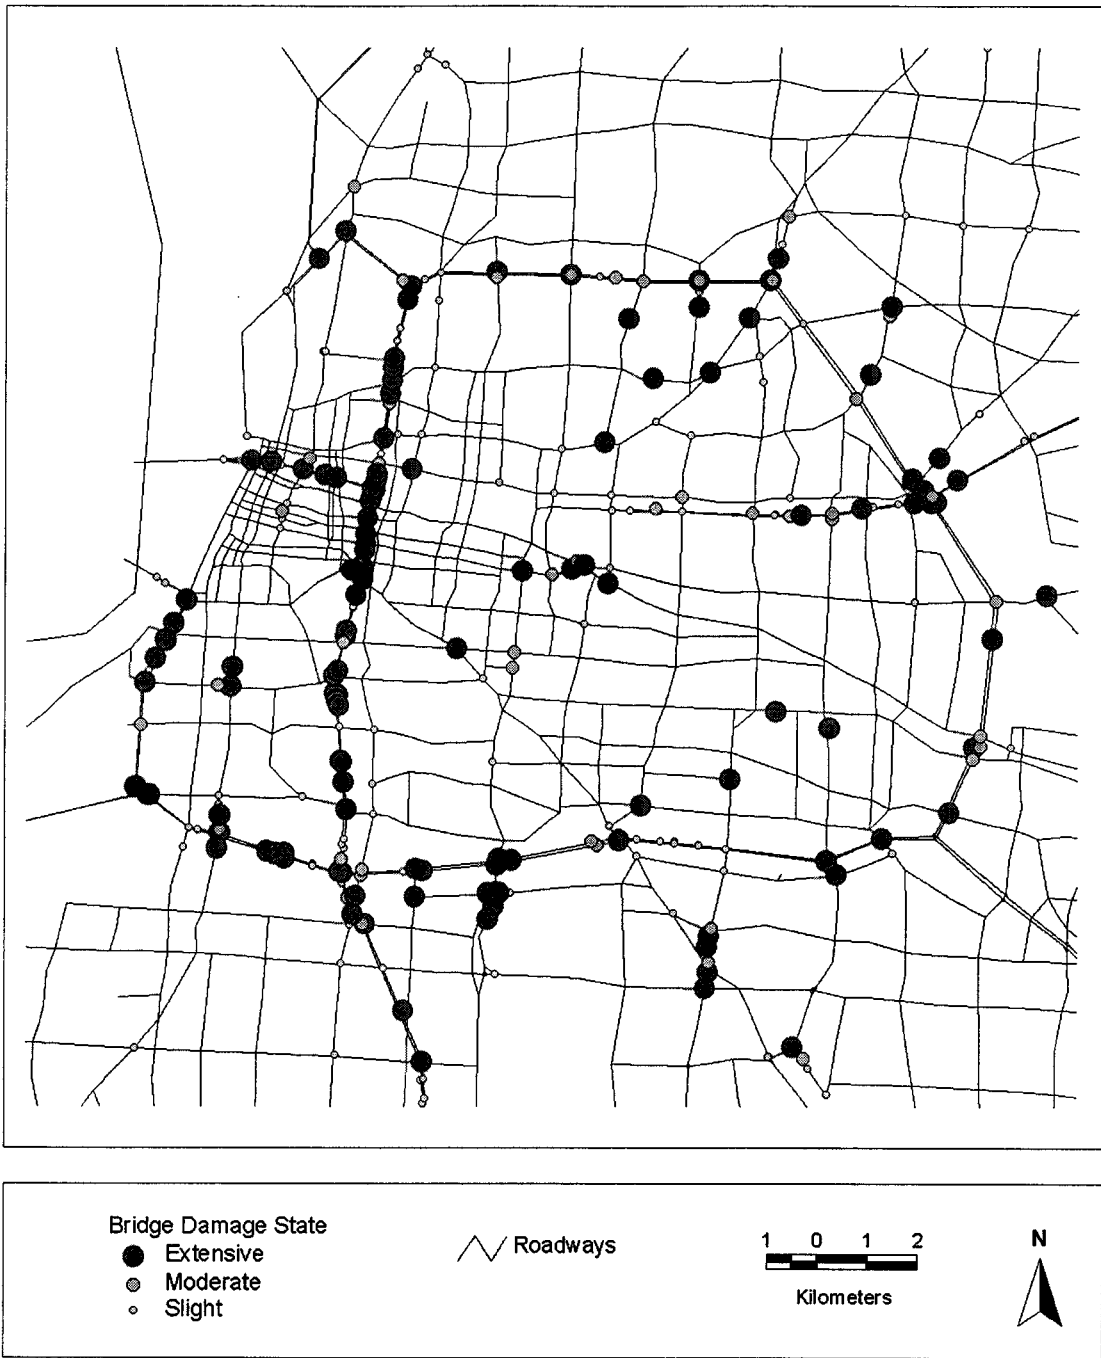 Bridge Damage State
Extensive
Moderate
Slight
Roadways
1 0 1 2
Kilometers
N